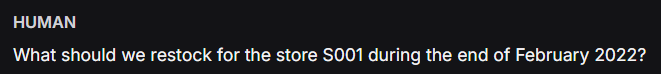 HUMAN
What should we restock for the store S001 during the end of February 2022?